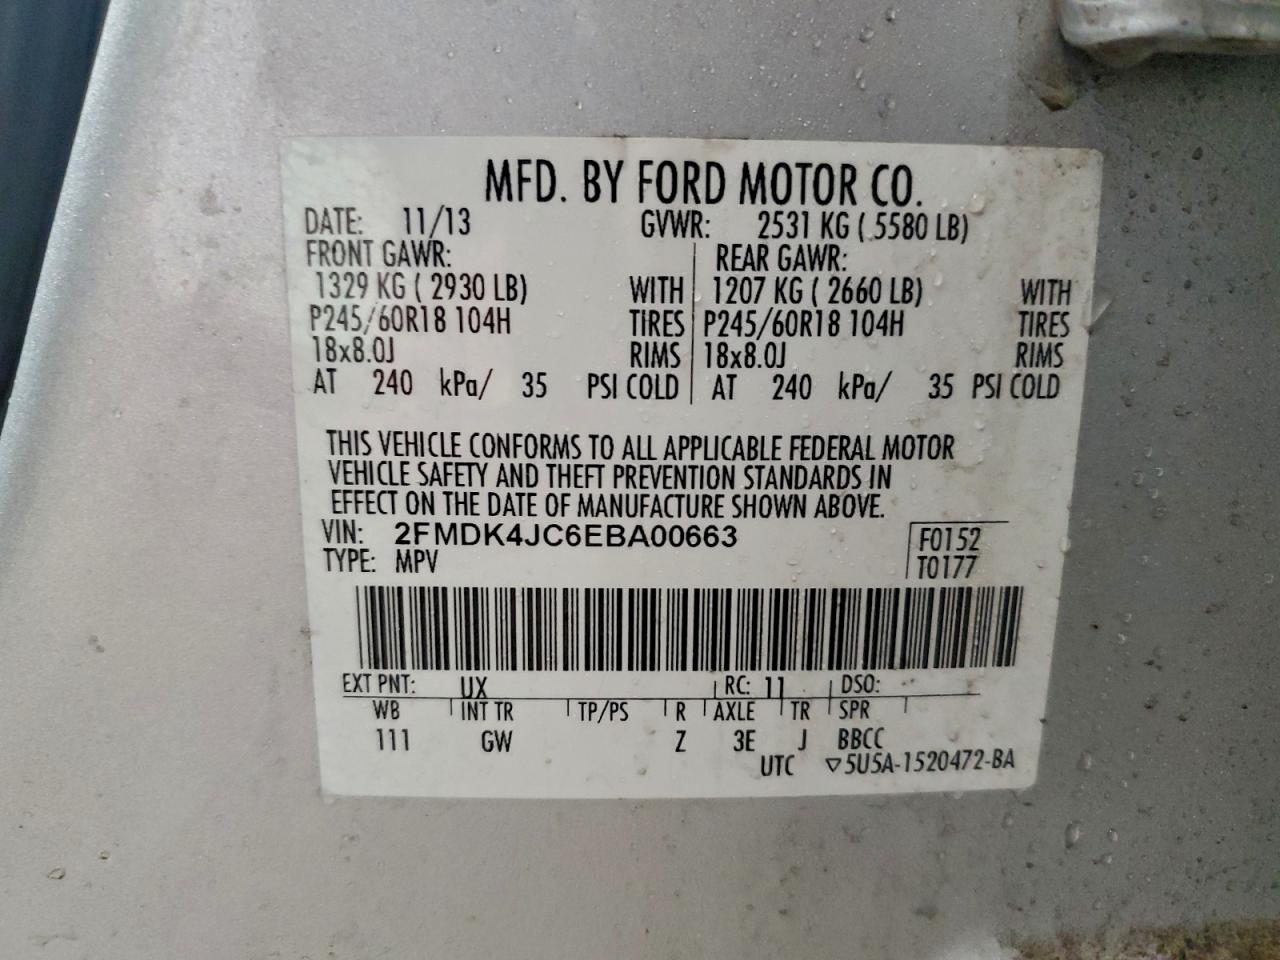 MFD. BY FORD MOTOR CO.
DATE: 11/13 GVWR: 2531 KG ( 5580 LB)
FRONT GAWR: REAR GAWR:
1329 KG ( 2930 LB) WITH 1207 KG ( 2660 LB) WITH
P245/60R18 104H TIRES P245/60R18 104H TIRES
18x8.0J RIMS 18x8.0J RIMS
AT 240 kPa/ 35 PSI COLD AT 240 kPa/ 35 PSI COLD
THIS VEHICLE CONFORMS TO ALL APPLICABLE FEDERAL MOTOR
VEHICLE SAFETY AND THEFT PREVENTION STANDARDS IN
EFFECT ON THE DATE OF MANUFACTURE SHOWN ABOVE.
VIN: 2FMDK4JC6EBA00663 F0152
TYPE: MPV T0177
EXT PNT: UX RC: 11 DSO:
WB INT TR TP/PS R AXLE TR SPR
111 GW Z 3E J BBCC
UTC ▽5U5A-1520472-BA